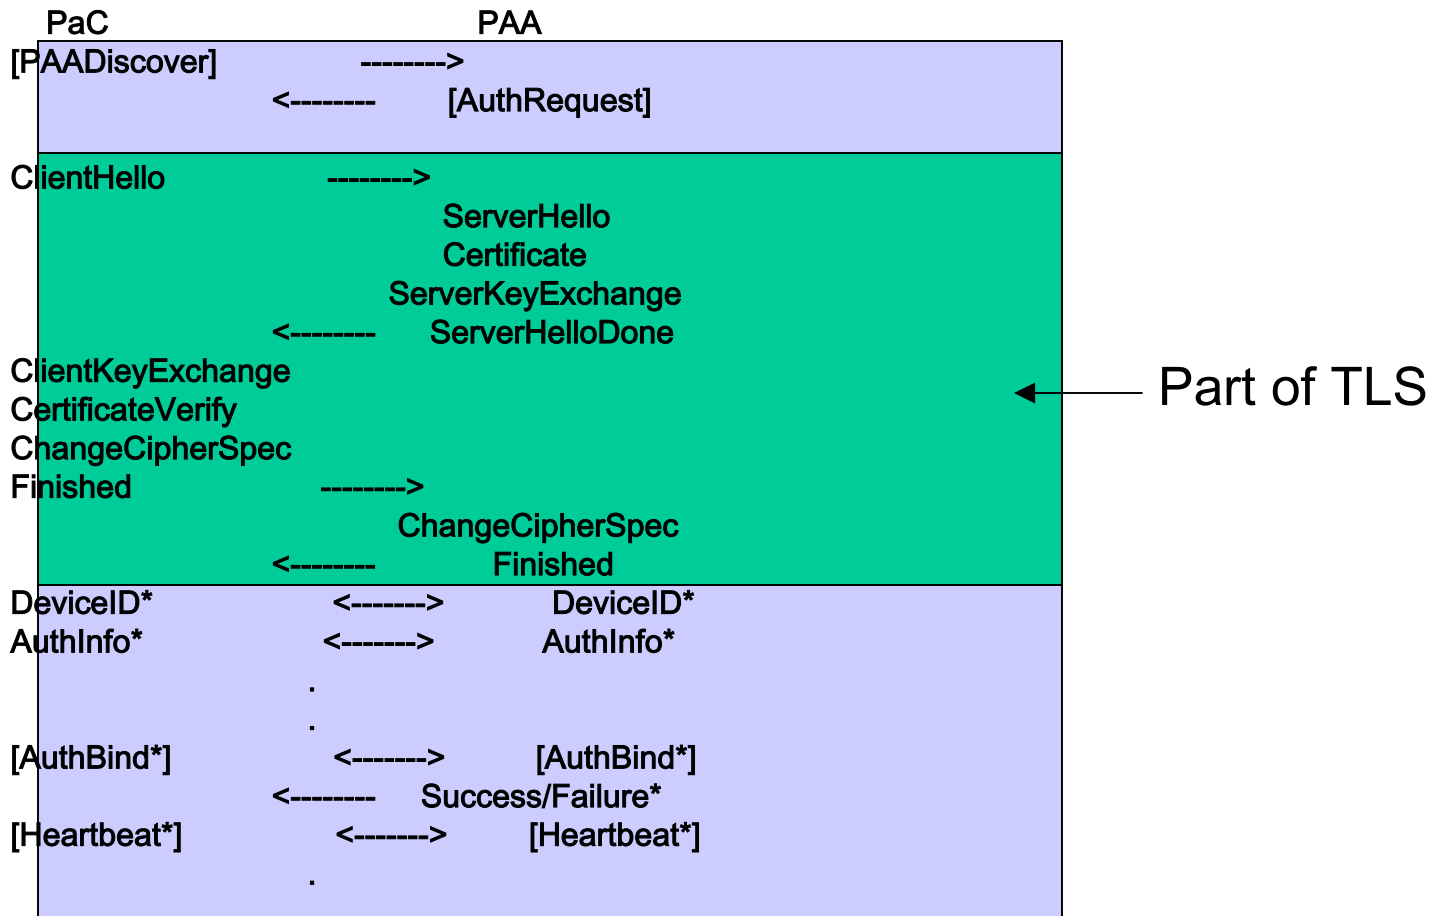 PaC PAA
[PAADiscover] -------->
<-------- [AuthRequest]
ClientHello -------->
ServerHello
Certificate
ServerKeyExchange
<-------- ServerHelloDone
ClientKeyExchange
Part of TLS
CertificateVerify
ChangeCipherSpec
Finished -------->
ChangeCipherSpec
<-------- Finished
DeviceID* <-------> DeviceID*
AuthInfo* <-------> AuthInfo*
.
.
[AuthBind*] <-------> [AuthBind*]
<-------- Success/Failure*
[Heartbeat*] <-------> [Heartbeat*]
.